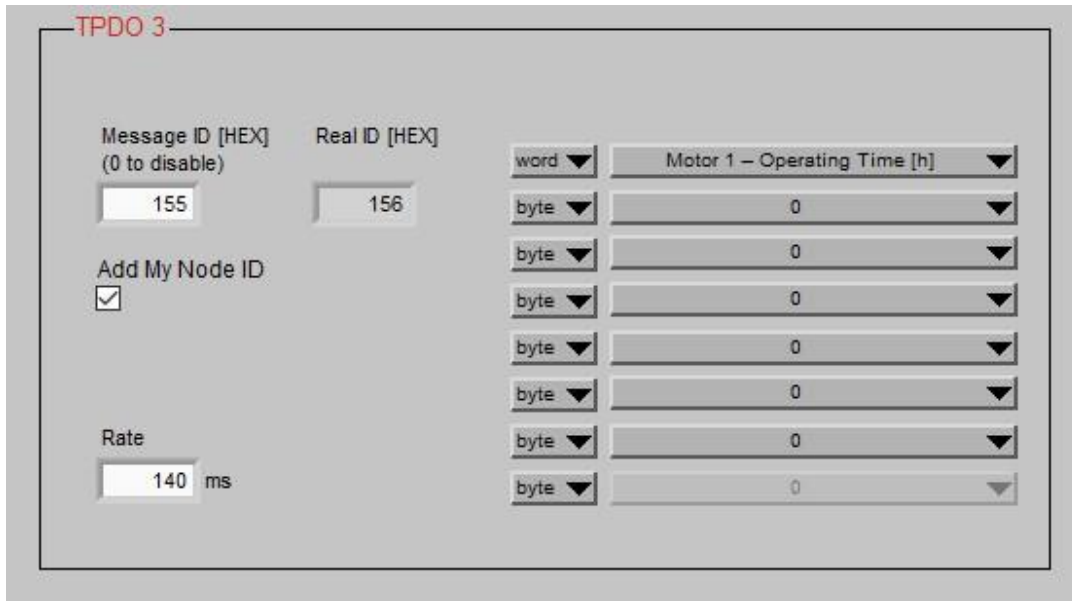 TPDO 3
Message ID [HEX]
(0 to disable)
155
Real ID [HEX]
156
Add My Node ID
Rate
140 ms
word Motor 1 – Operating Time [h]
byte 0
byte 0
byte 0
byte 0
byte 0
byte 0
byte 0